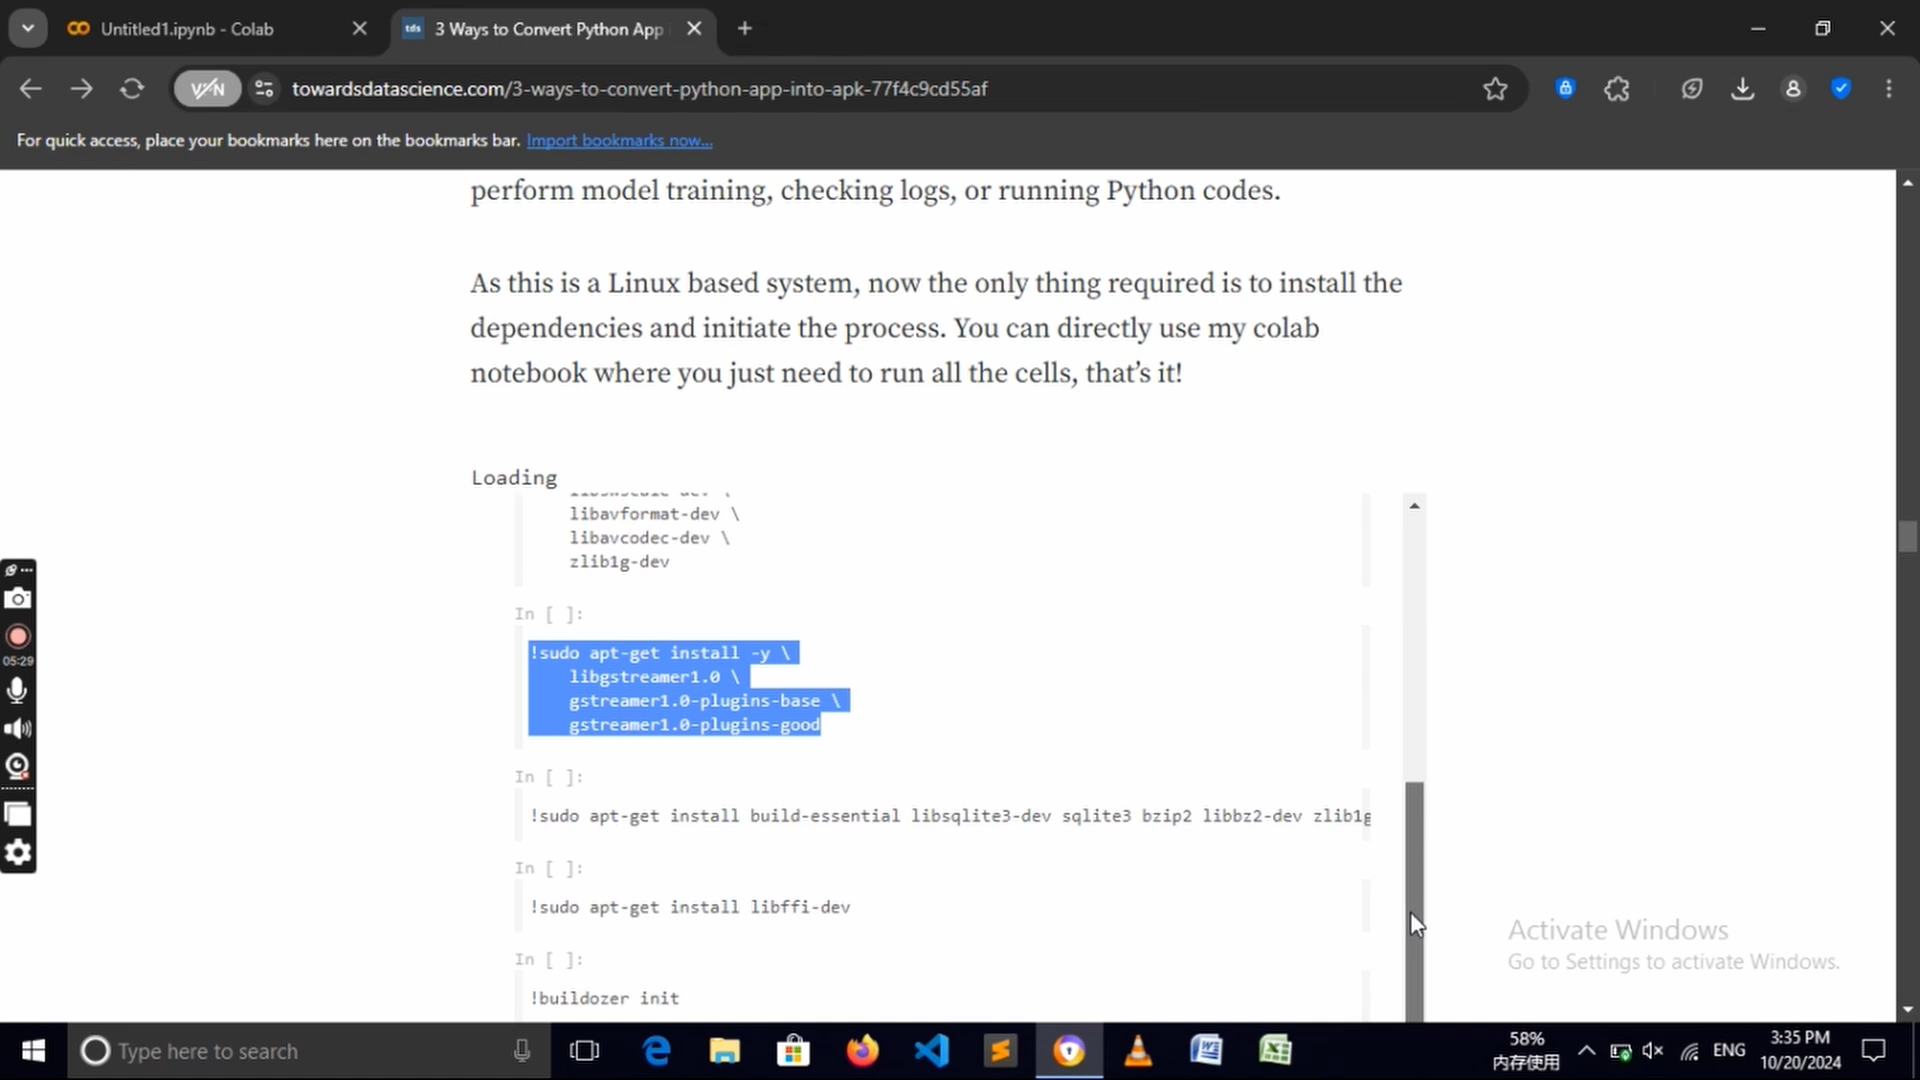 Untitled1.ipynb - Colab
tds 3 Ways to Convert Python App
V/N towardsdatascience.com/3-ways-to-convert-python-app-into-apk-77f4c9cd55af
For quick access, place your bookmarks here on the bookmarks bar. Import bookmarks now...
perform model training, checking logs, or running Python codes.
As this is a Linux based system, now the only thing required is to install the
dependencies and initiate the process. You can directly use my colab
notebook where you just need to run all the cells, that's it!
Loading
libswscale-dev \
libavformat-dev \
libavcodec-dev \
zlib1g-dev
In [ ]:
!sudo apt-get install -y \
libgstreamer1.0 \
gstreamer1.0-plugins-base \
gstreamer1.0-plugins-good
In [ ]:
!sudo apt-get install build-essential libsqlite3-dev sqlite3 bzip2 libbz2-dev zlib1g
In [ ]:
!sudo apt-get install libffi-dev
In [ ]:
!buildozer init
05:29
Activate Windows
Go to Settings to activate Windows.
Type here to search
58%
内存使用
ENG
3:35 PM
10/20/2024